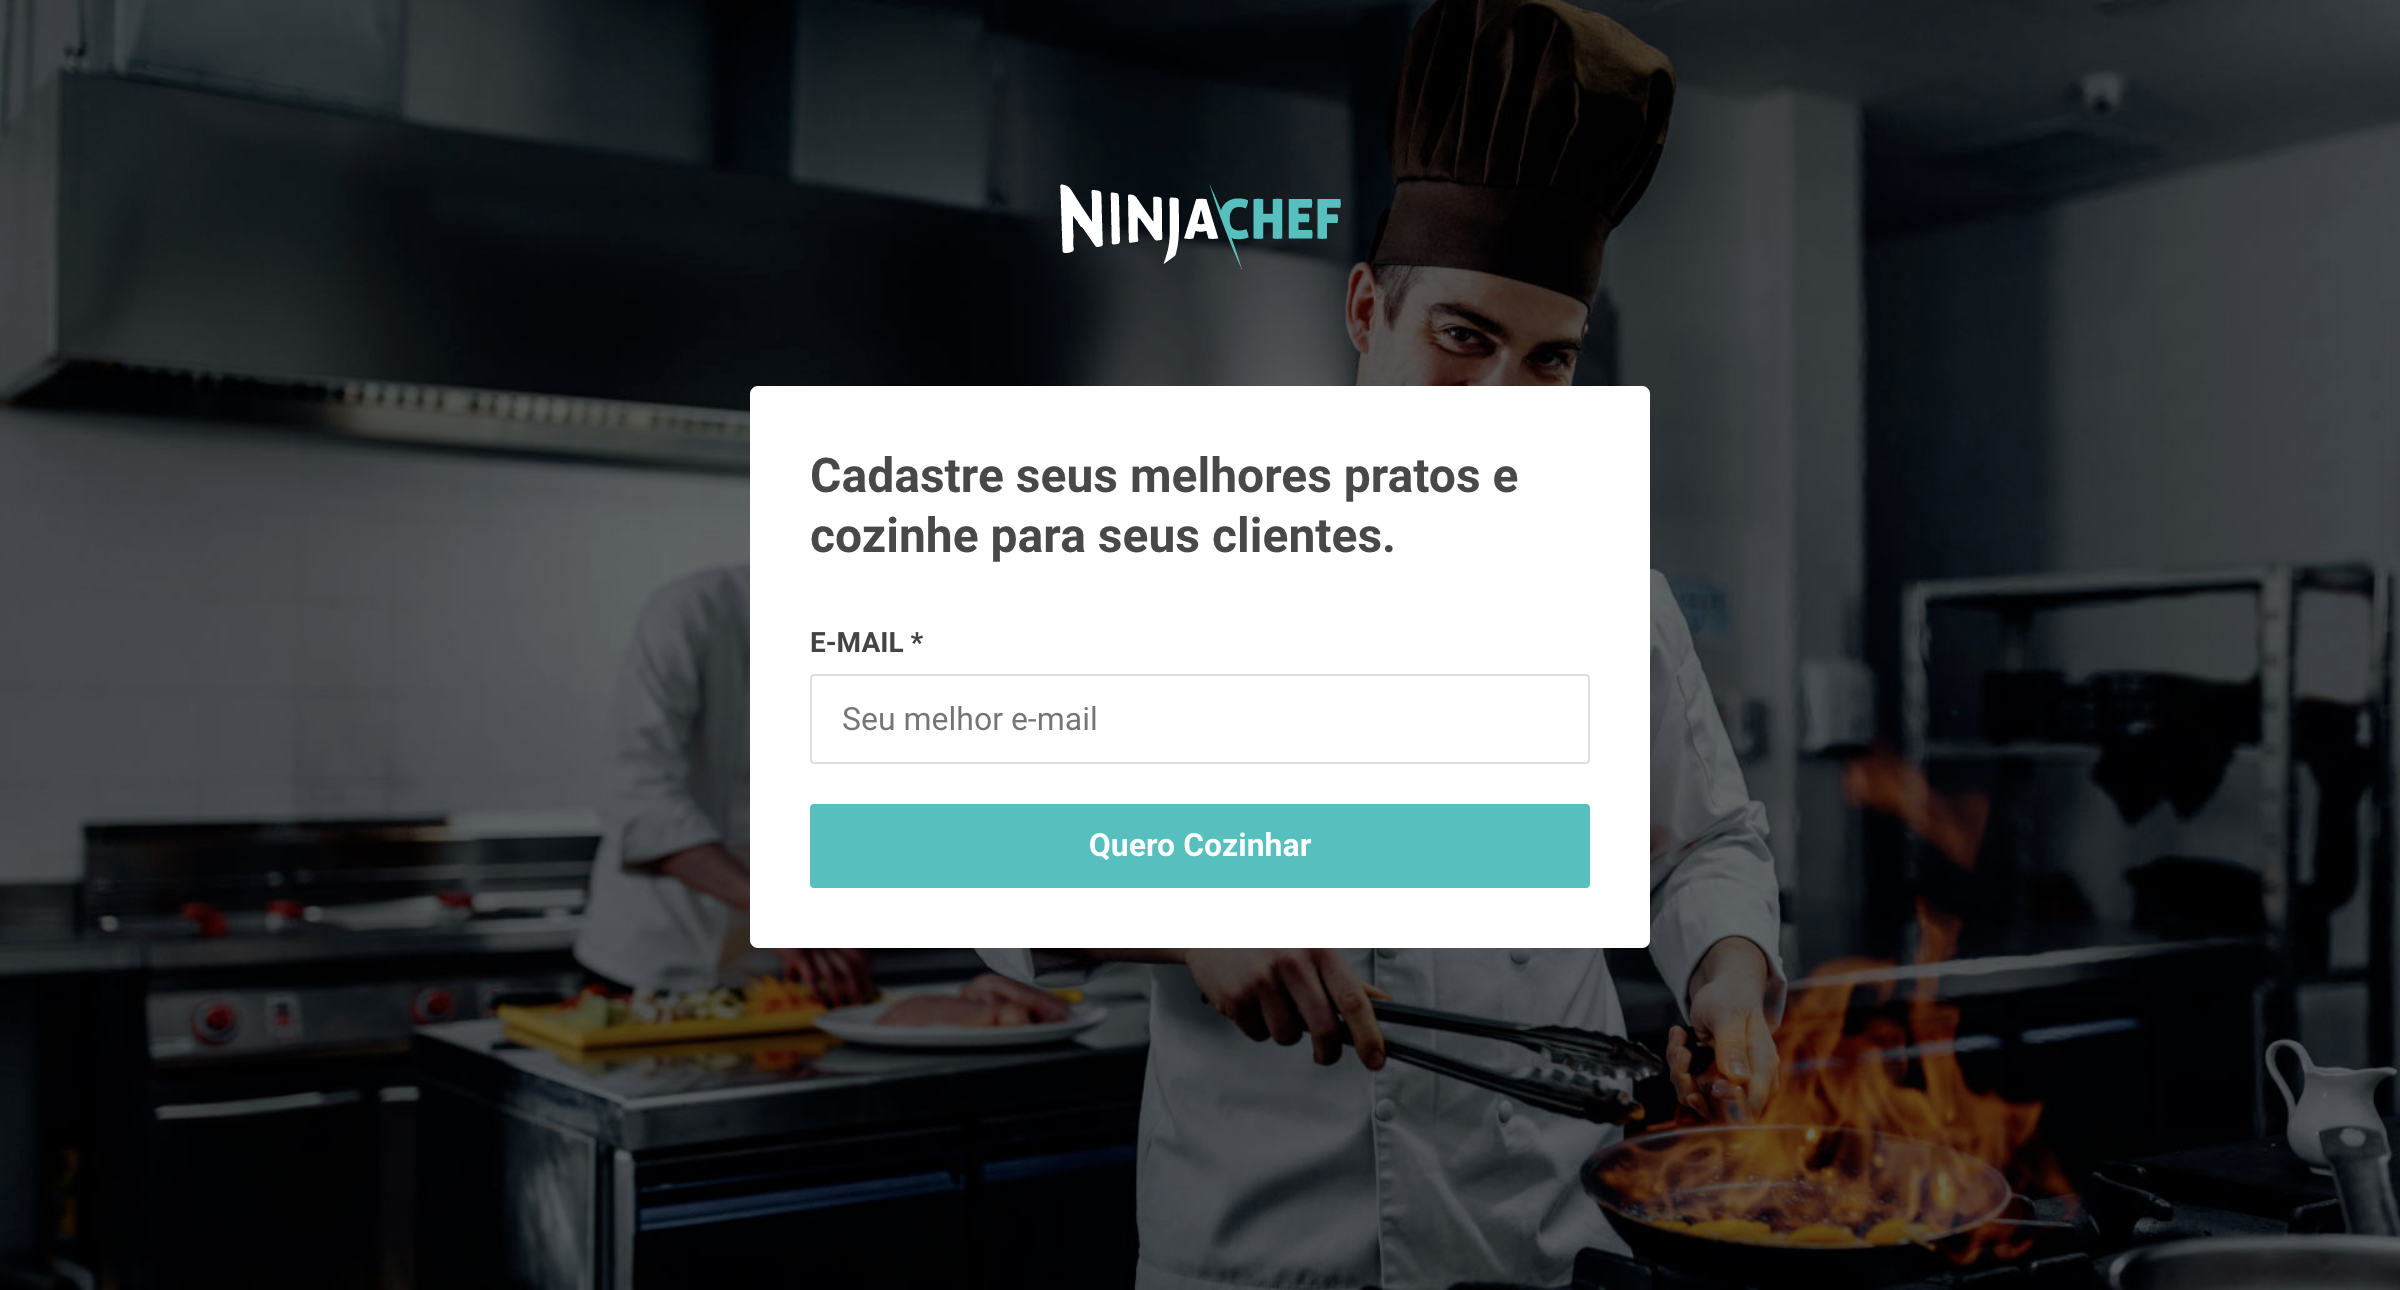 NINJACHEF
Cadastre seus melhores pratos e
cozinhe para seus clientes.
E-MAIL *
Seu melhor e-mail
Quero Cozinhar